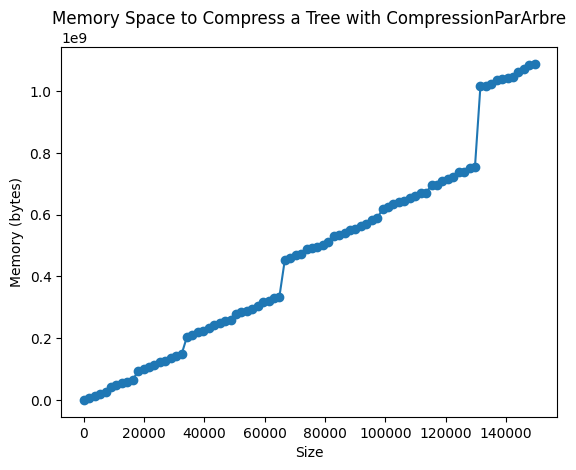 Memory Space to Compress a Tree with CompressionParArbre
1e9
1.0
0.8
0.6
0.4
0.2
0.0
Memory (bytes)
0 20000 40000 60000 80000 100000 120000 140000
Size